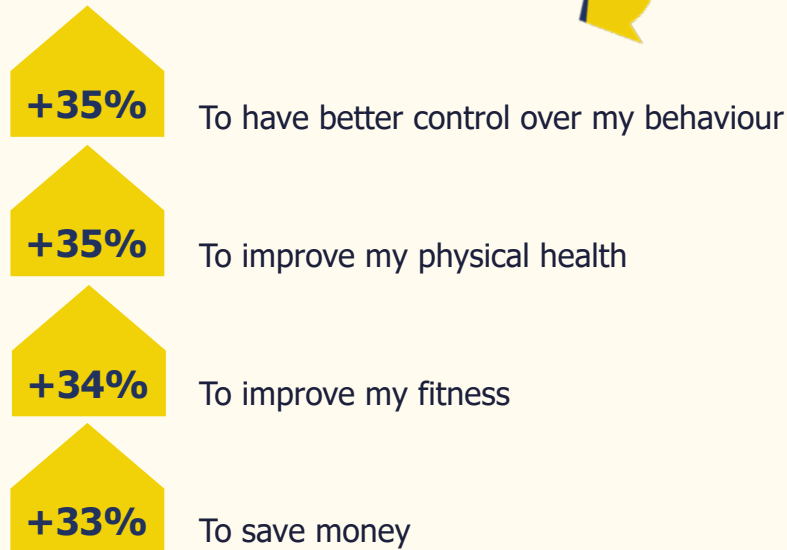 +35% To have better control over my behaviour
+35% To improve my physical health
+34% To improve my fitness
+33% To save money